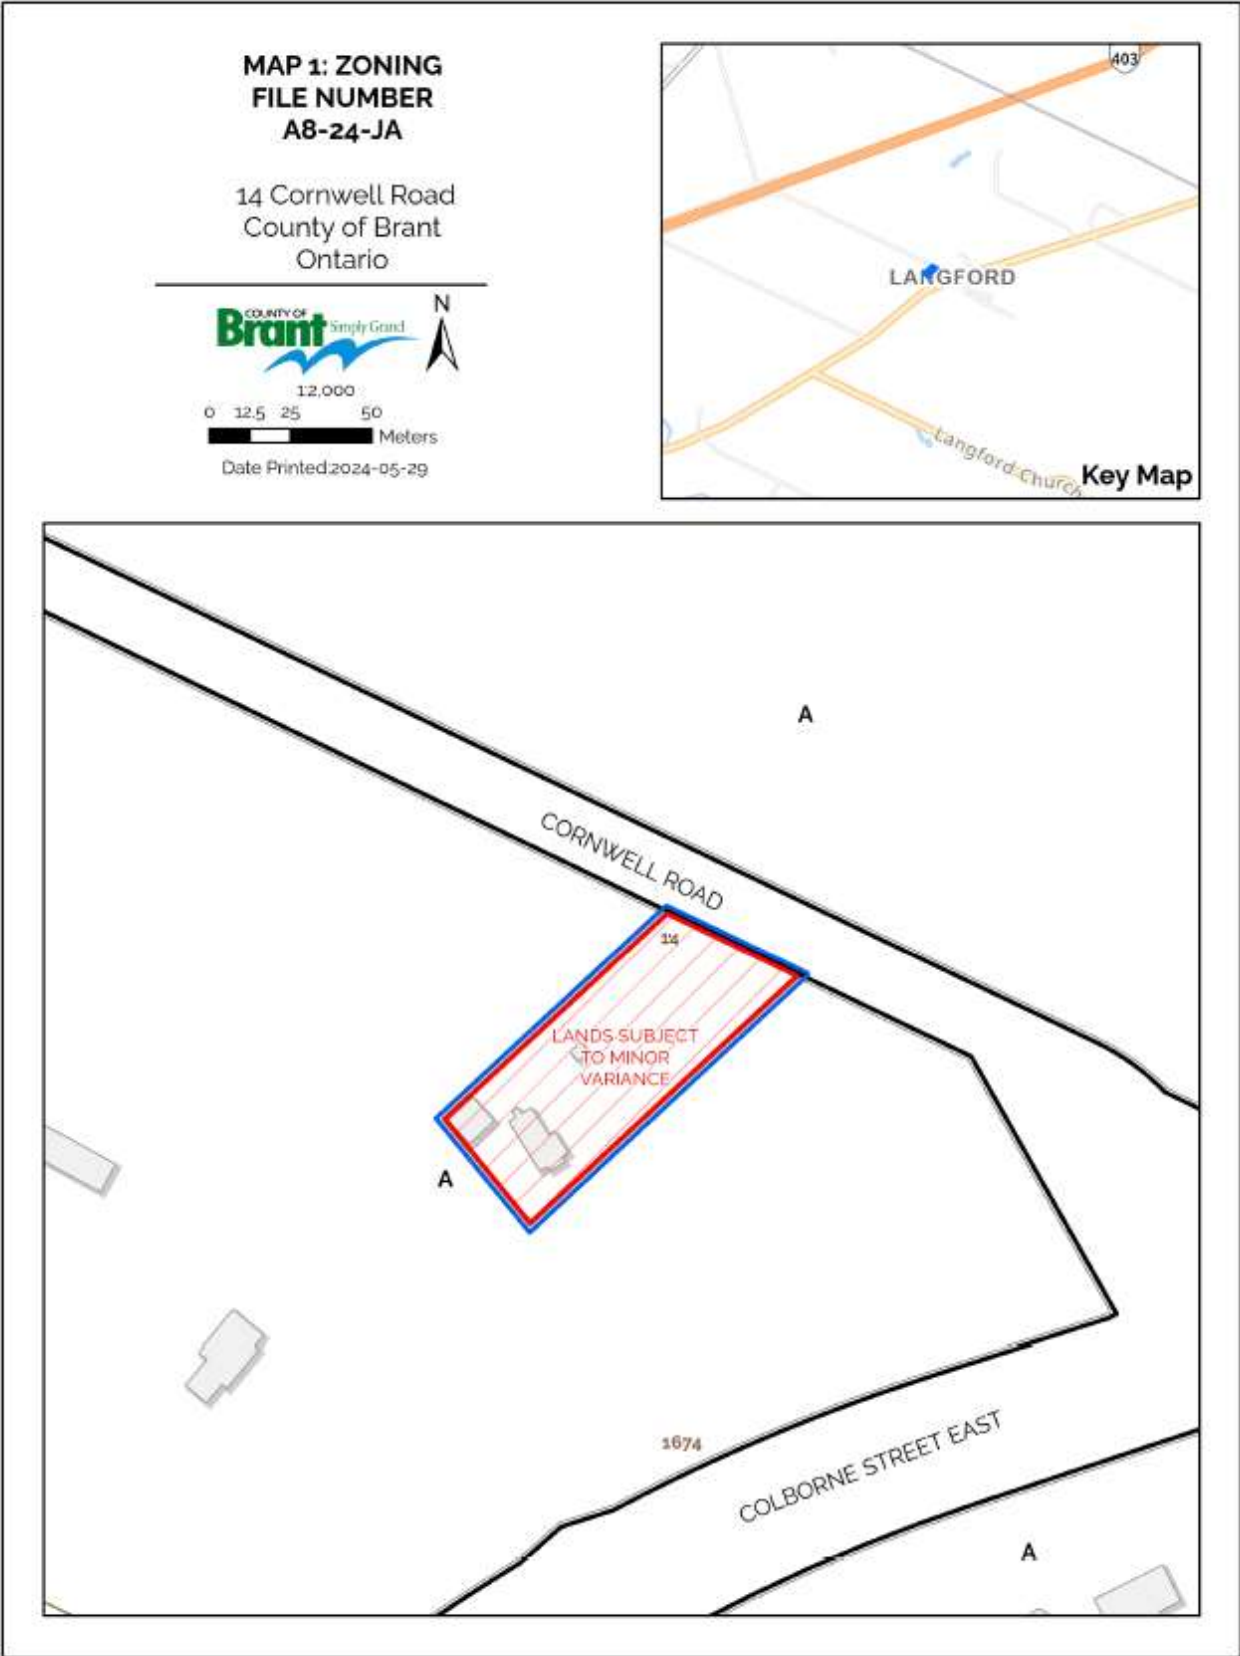 MAP 1: ZONING
FILE NUMBER
A8-24-JA
14 Cornwell Road
County of Brant
Ontario
COUNTY OF
Brant Simply Grand
N
1:2,000
0 12.5 25 50
Meters
Date Printed:2024-05-29
403
LANGFORD
Langford Church
Key Map
A
CORNWELL ROAD
14
LANDS SUBJECT
TO MINOR
VARIANCE
A
1674
COLBORNE STREET EAST
A